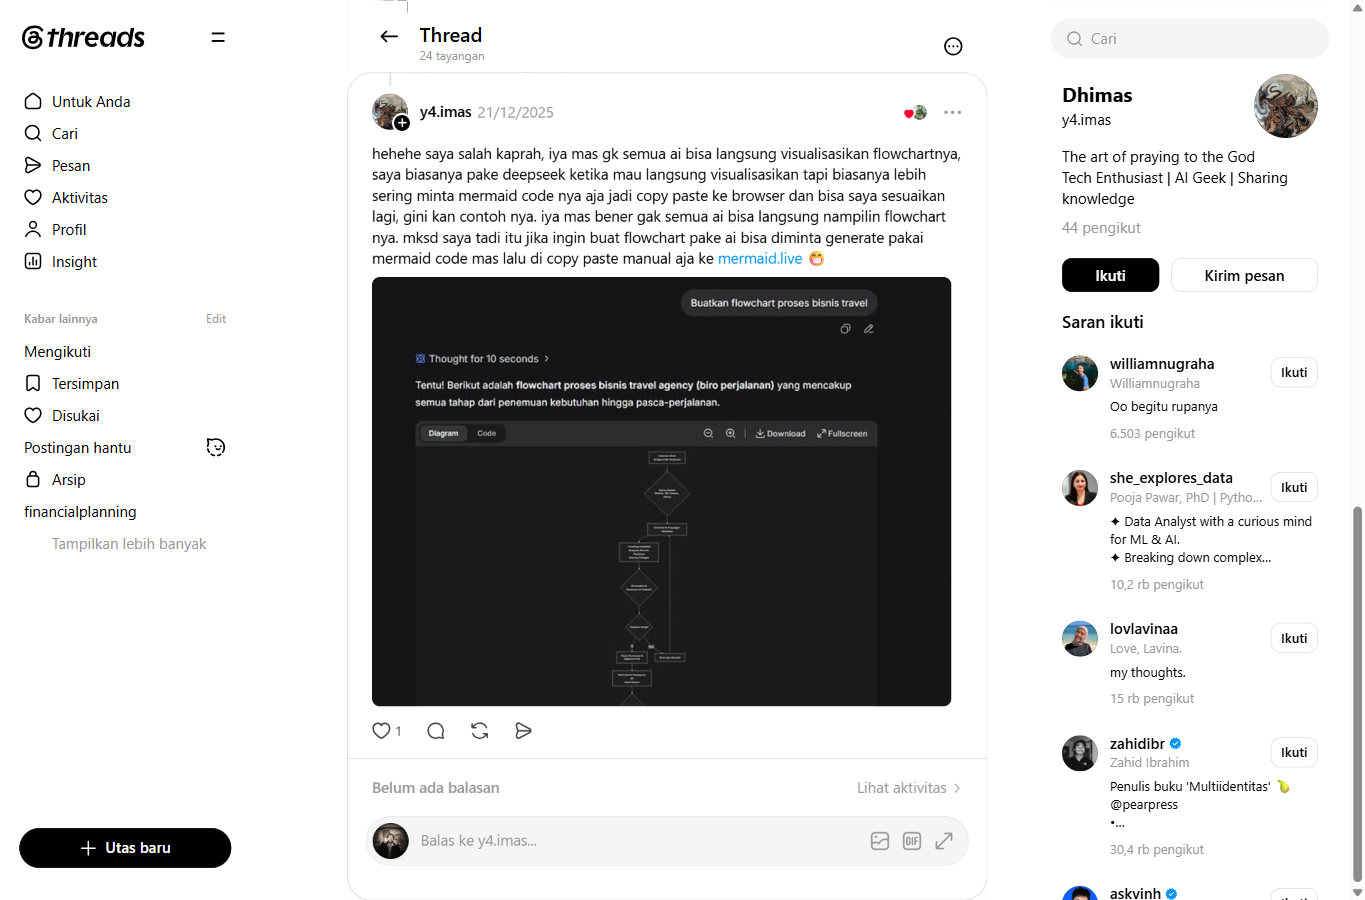 threads
Untuk Anda
Cari
Pesan
Aktivitas
Profil
Insight
Kabar lainnya
Edit
Mengikuti
Tersimpan
Disukai
Postingan hantu
Arsip
financialplanning
Tampilkan lebih banyak
Utas baru
Thread
24 tayangan
y4.imas 21/12/2025
hehehe saya salah kaprah, iya mas gk semua ai bisa langsung visualisasikan flowchartnya,
saya biasanya pake deepseek ketika mau langsung visualisasikan tapi biasanya lebih
sering minta mermaid code nya aja jadi copy paste ke browser dan bisa saya sesuaikan
lagi, gini kan contoh nya. iya mas bener gak semua ai bisa langsung nampilin flowchart
nya. mksd saya tadi itu jika ingin buat flowchart pake ai bisa diminta generate pakai
mermaid code mas lalu di copy paste manual aja ke mermaid.live
Buatkan flowchart proses bisnis travel
Thought for 10 seconds
Tentu! Berikut adalah flowchart proses bisnis travel agency (biro perjalanan) yang mencakup
semua tahap dari penemuan kebutuhan hingga pasca-perjalanan.
Diagram
Code
Download
Fullscreen
1
Belum ada balasan
Lihat aktivitas
Balas ke y4.imas...
GIF
Cari
Dhimas
y4.imas
The art of praying to the God
Tech Enthusiast | AI Geek | Sharing
knowledge
44 pengikut
Ikuti
Kirim pesan
Saran ikuti
williamnugraha
Williamnugraha
Ikuti
Oo begitu rupanya
6.503 pengikut
she_explores_data
Pooja Pawar, PhD | Pytho...
Ikuti
✦ Data Analyst with a curious mind
for ML & AI.
✦ Breaking down complex...
10,2 rb pengikut
lovlavinaa
Love, Lavina.
Ikuti
my thoughts.
15 rb pengikut
zahidibr
Zahid Ibrahim
Ikuti
Penulis buku 'Multiidentitas'
@pearpress
•...
30,4 rb pengikut
askvinh